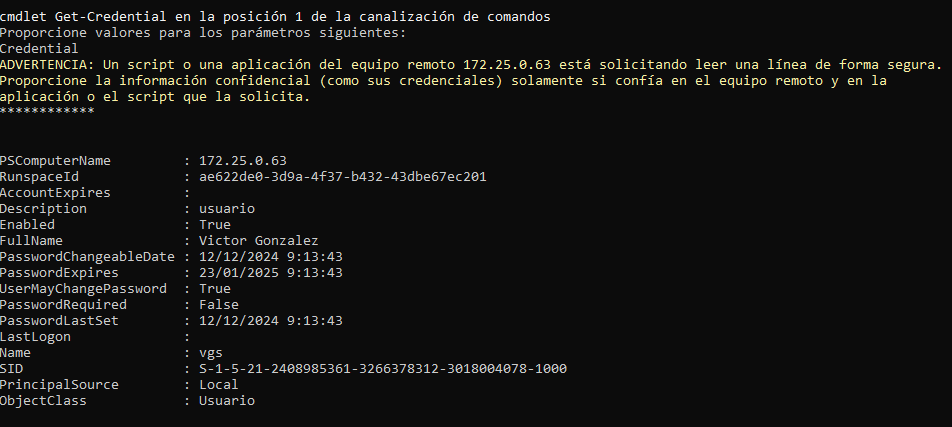 cmdlet Get-Credential en la posición 1 de la canalización de comandos
Proporcione valores para los parámetros siguientes:
Credential
ADVERTENCIA: Un script o una aplicación del equipo remoto 172.25.0.63 está solicitando leer una línea de forma segura.
Proporcione la información confidencial (como sus credenciales) solamente si confía en el equipo remoto y en la
aplicación o el script que la solicita.
************
PSComputerName : 172.25.0.63
RunspaceId : ae622de0-3d9a-4f37-b432-43dbe67ec201
AccountExpires :
Description : usuario
Enabled : True
FullName : Victor Gonzalez
PasswordChangeableDate : 12/12/2024 9:13:43
PasswordExpires : 23/01/2025 9:13:43
UserMayChangePassword : True
PasswordRequired : False
PasswordLastSet : 12/12/2024 9:13:43
LastLogon :
Name : vgs
SID : S-1-5-21-2408985361-3266378312-3018004078-1000
PrincipalSource : Local
ObjectClass : Usuario